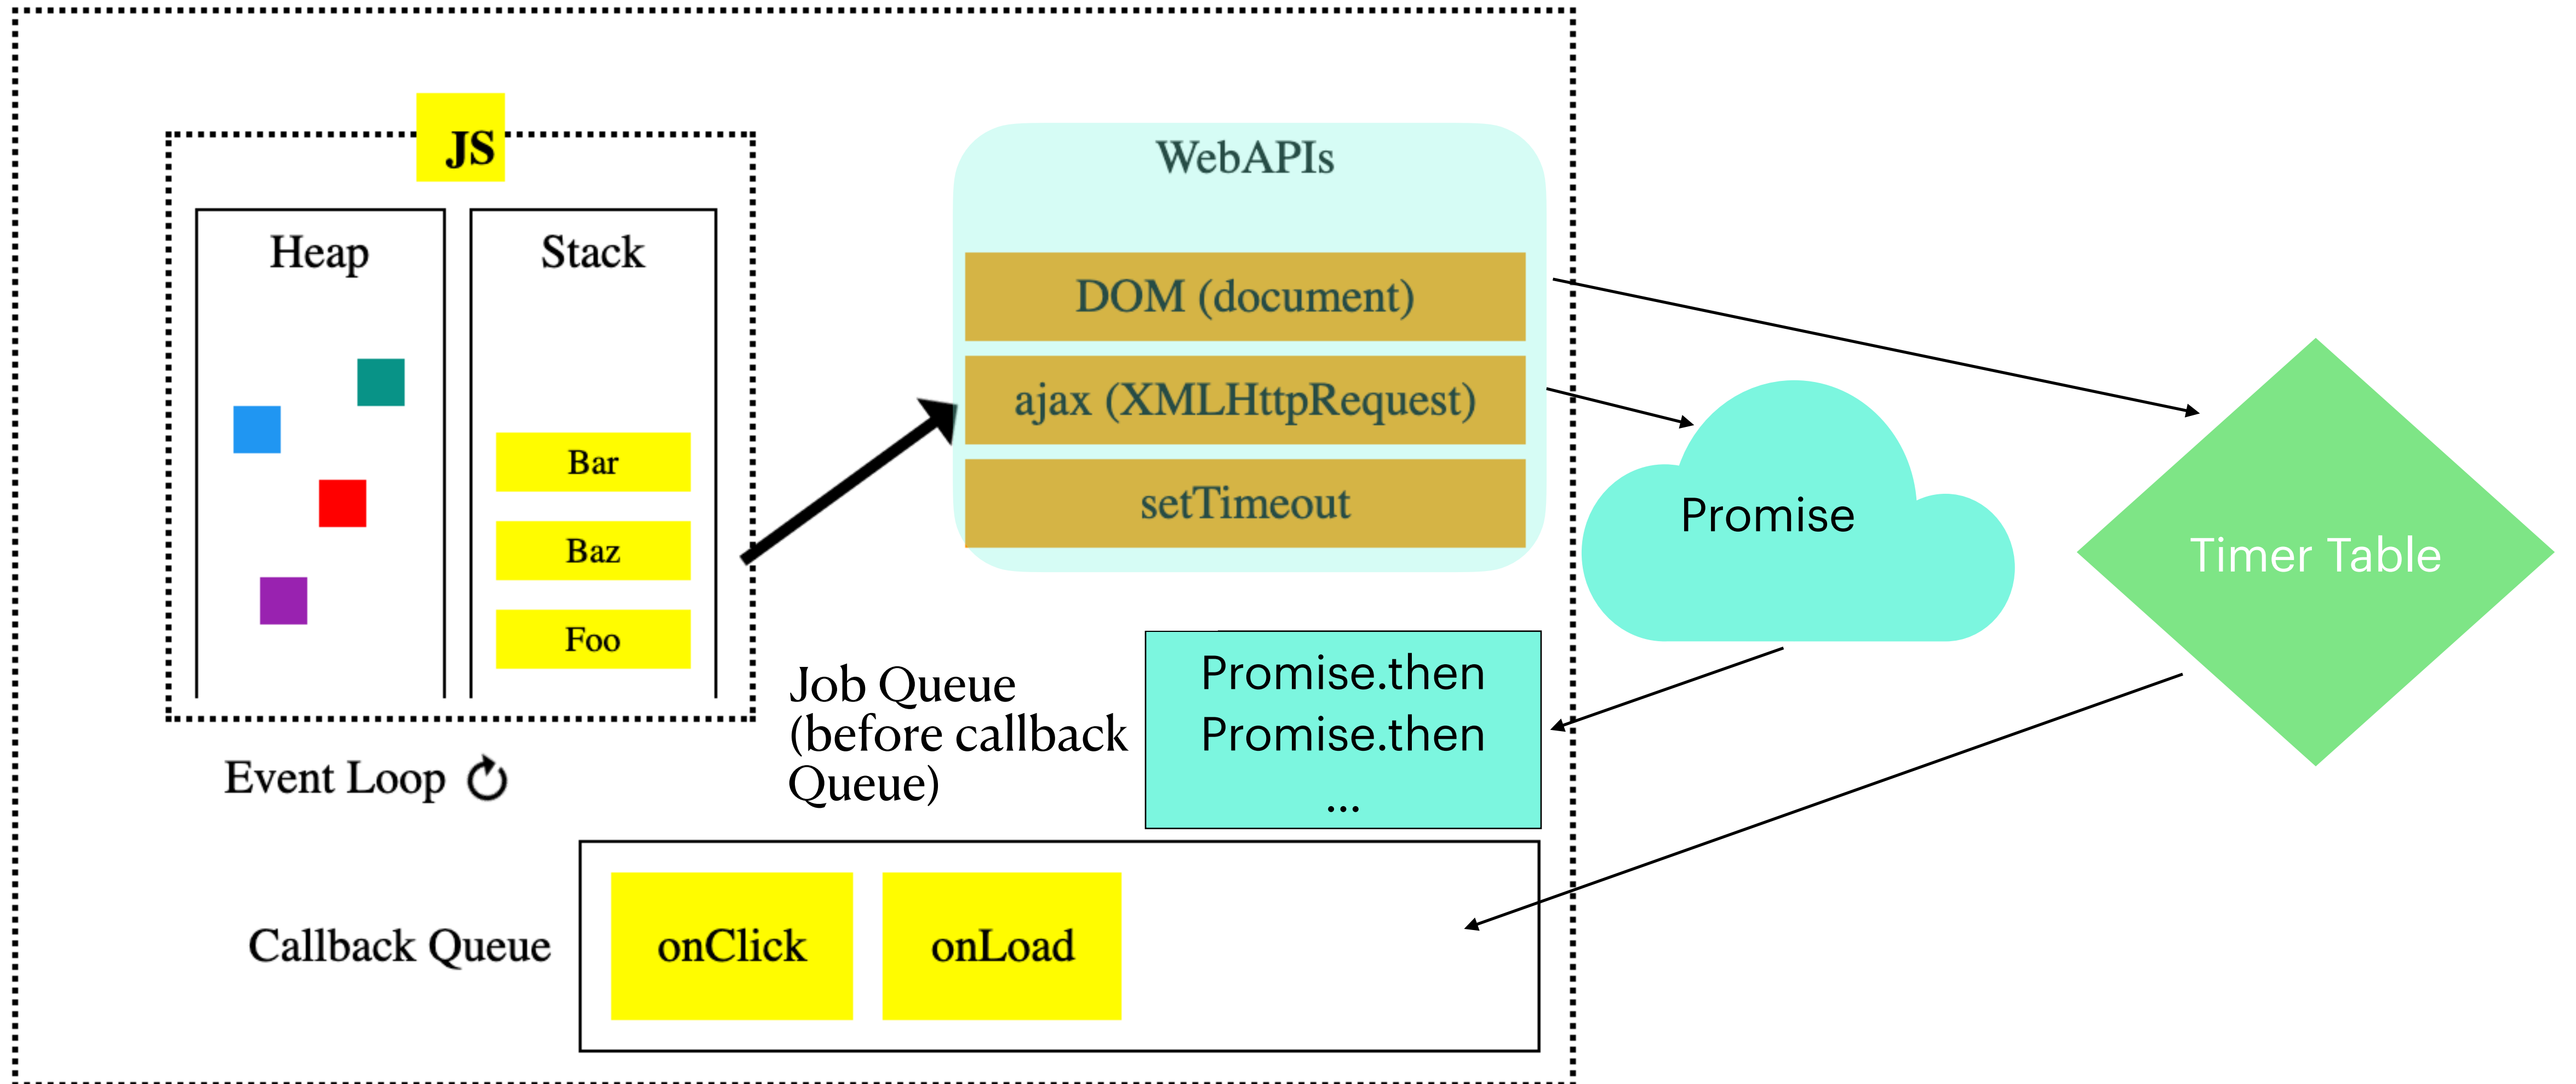 JS
Heap
Stack
Bar
Baz
Foo
WebAPIs
DOM (document)
ajax (XMLHttpRequest)
setTimeout
Promise
Timer Table
Event Loop
Job Queue
(before callback
Queue)
Promise.then
Promise.then
...
Callback Queue
onClick
onLoad